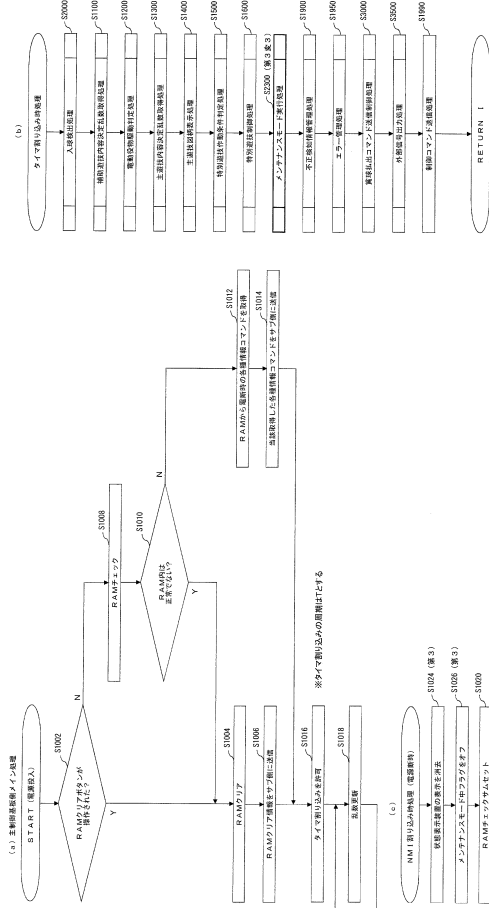 (a) 主制御基板側メイン処理
START(電源投入)
S1002
RAMクリアボタンが
操作された?
N
Y
S1008
RAMチェック
S1010
RAM内は
正常でない?
N
Y
S1004
RAMクリア
S1006
RAMクリア情報をサブ側に送信
S1012
RAMから電断時の各種情報コマンドを取得
S1014
当該取得した各種情報コマンドをサブ側に送信
S1016
タイマ割り込みを許可
※タイマ割り込みの周期はTとする
S1018
乱数更新
(b)
タイマ割り込み時処理
S2000
入球検出処理
S1100
補助遊技内容決定乱数取得処理
S1200
電動役物駆動判定処理
S1300
主遊技内容決定乱数取得処理
S1400
主遊技図柄表示処理
S1500
特別遊技作動条件判定処理
S1600
特別遊技制御処理
S2300(第3変3)
メンテナンスモード実行処理
S1900
不正検知情報管理処理
S1950
エラー管理処理
S3000
賞球払出コマンド送信制御処理
S3500
外部信号出力処理
S1990
制御コマンド送信処理
RETURN I
(c)
NMI割り込み時処理(電源断時)
S1024(第3)
状態表示装置の表示を消去
S1026(第3)
メンテナンスモード中フラグをオフ
S1020
RAMチェックサムセット